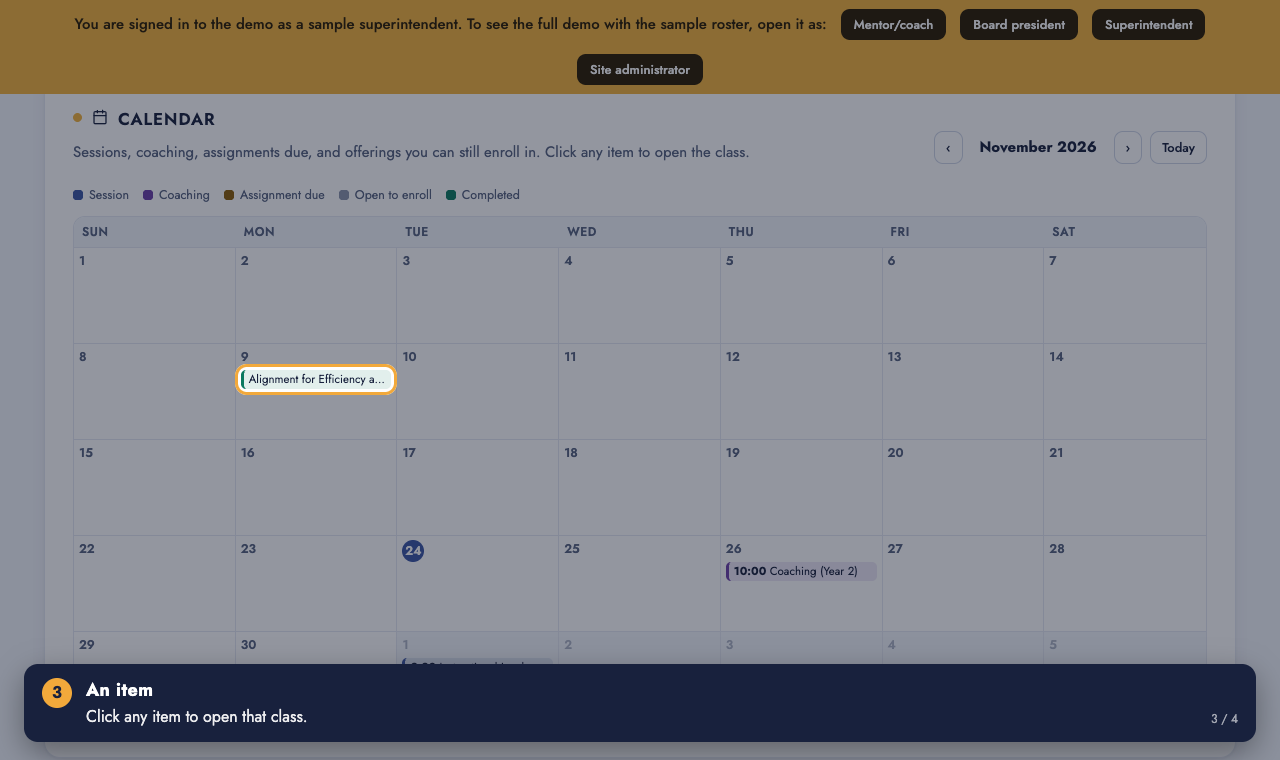 You are signed in to the demo as a sample superintendent. To see the full demo with the sample roster, open it as: Mentor/coach Board president Superintendent
Site administrator
CALENDAR
Sessions, coaching, assignments due, and offerings you can still enroll in. Click any item to open the class.
‹ November 2026 › Today
Session Coaching Assignment due Open to enroll Completed
SUN MON TUE WED THU FRI SAT
1 2 3 4 5 6 7
8 9 10 11 12 13 14
Alignment for Efficiency a...
15 16 17 18 19 20 21
22 23 24 25 26 27 28
10:00 Coaching (Year 2)
29 30 1 2 3 4 5
3 An item
Click any item to open that class.
3 / 4